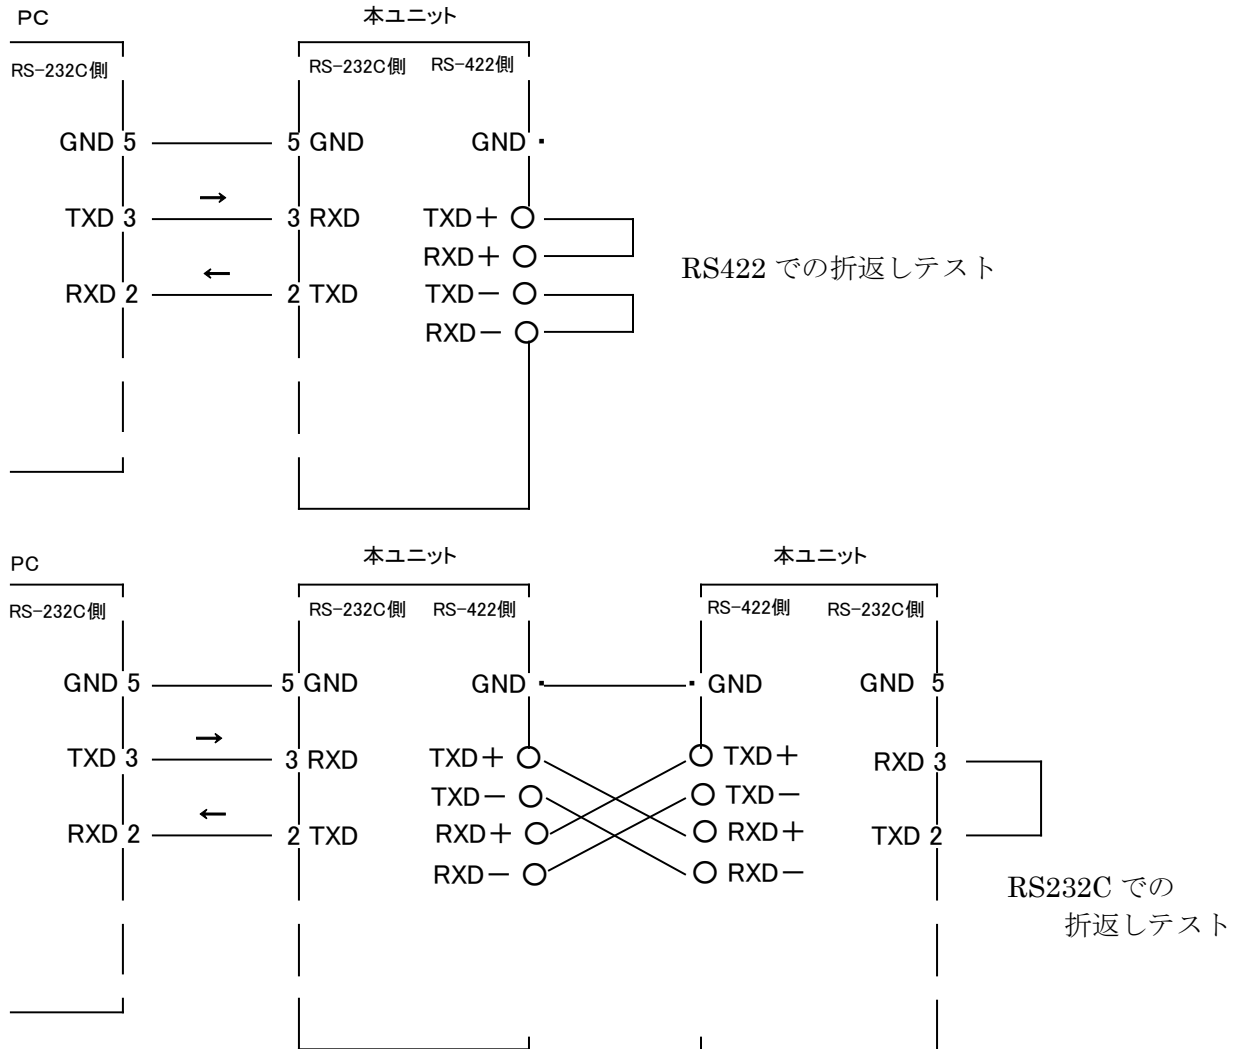 PC 本ユニット
RS-232C側 RS-232C側 RS-422側
GND 5 5 GND GND
→
TXD 3 3 RXD TXD＋
RXD＋
RS422 での折返しテスト
←
RXD 2 2 TXD TXD－
RXD－
PC 本ユニット 本ユニット
RS-232C側 RS-232C側 RS-422側 RS-422側 RS-232C側
GND 5 5 GND GND GND GND 5
→
TXD 3 3 RXD TXD＋ TXD＋ RXD 3
TXD－ TXD－
←
RXD 2 2 TXD RXD＋ RXD＋ TXD 2
RXD－ RXD－
RS232C での
折返しテスト